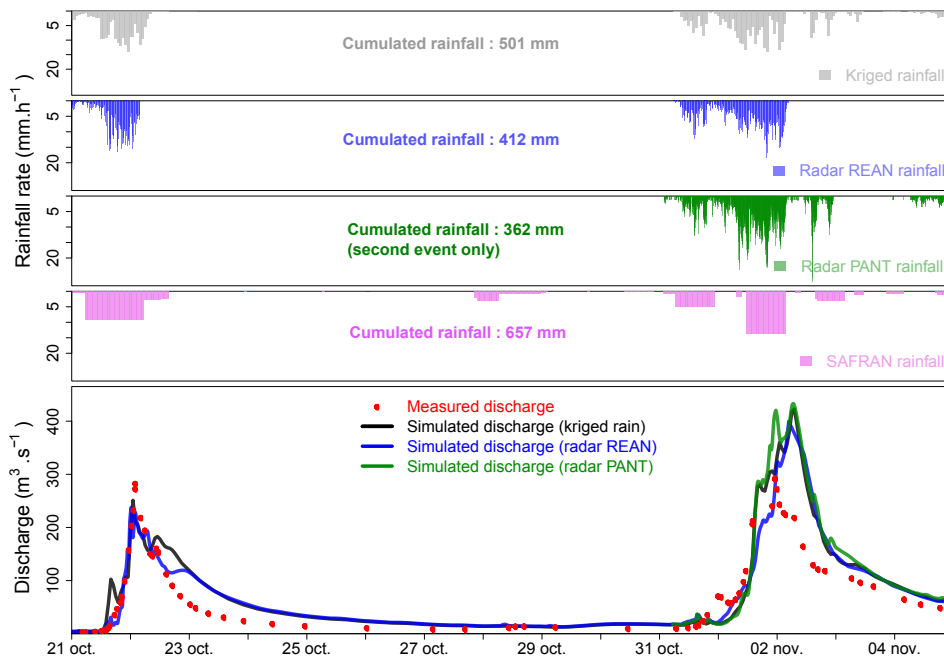 5
20
Cumulated rainfall : 501 mm
Kriged rainfall
5
20
Cumulated rainfall : 412 mm
Radar REAN rainfall
Rainfall rate (mm.h⁻¹)
5
20
Cumulated rainfall : 362 mm
(second event only)
Radar PANT rainfall
5
20
Cumulated rainfall : 657 mm
SAFRAN rainfall
Discharge (m³ .s⁻¹)
400
300
200
100
Measured discharge
Simulated discharge (kriged rain)
Simulated discharge (radar REAN)
Simulated discharge (radar PANT)
21 oct. 23 oct. 25 oct. 27 oct. 29 oct. 31 oct. 02 nov. 04 nov.